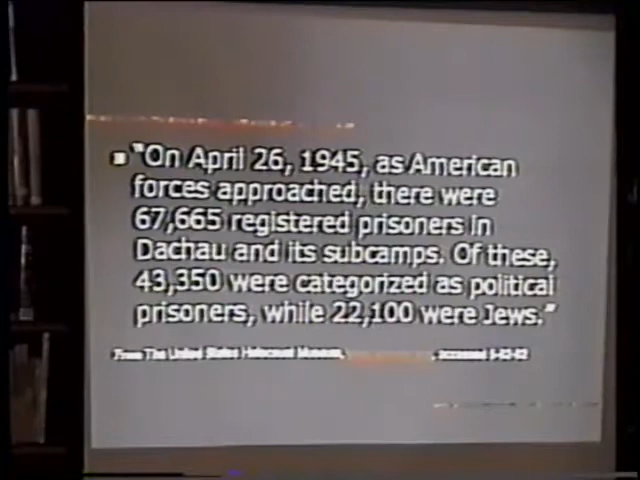 "On April 26, 1945, as American
forces approached, there were
67,665 registered prisoners in
Dachau and its subcamps. Of these,
43,350 were categorized as political
prisoners, while 22,100 were Jews."
From The United States Holocaust Museum, , accessed